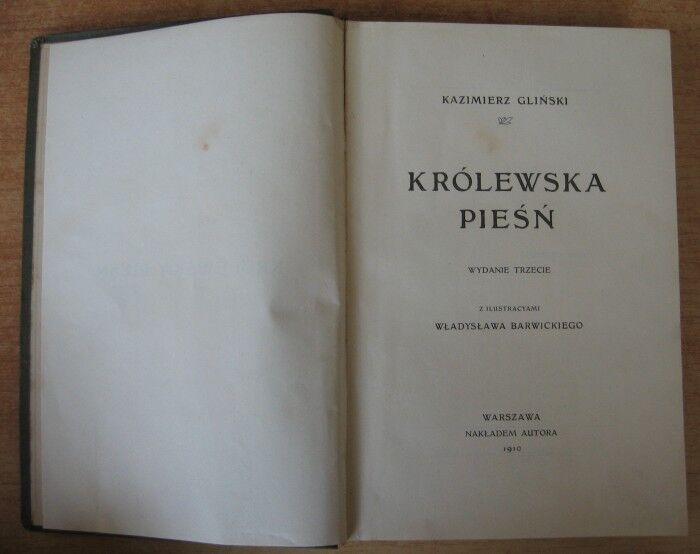 KAZIMIERZ GLIŃSKI
KRÓLEWSKA
PIEŚŃ
WYDANIE TRZECIE
Z ILUSTRACYAMI
WŁADYSŁAWA BARWICKIEGO
WARSZAWA
NAKŁADEM AUTORA
1910